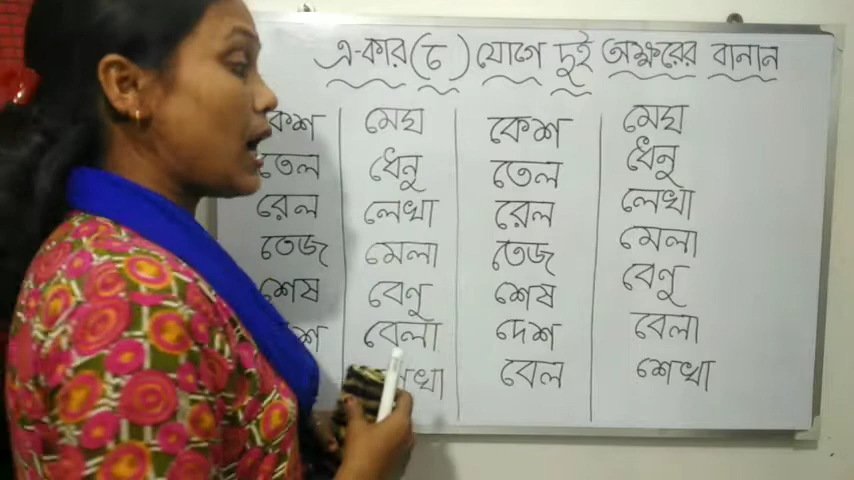 এ-কার (ে) যোগে দুই অক্ষরের বানান
কেশ মেঘ কেশ মেঘ
তেল ধেনু তেল ধেনু
রেল লেখা রেল লেখা
তেজ মেলা তেজ মেলা
শেষ বেনু শেষ বেনু
বেলা দেশ বেলা
বেল শেখা